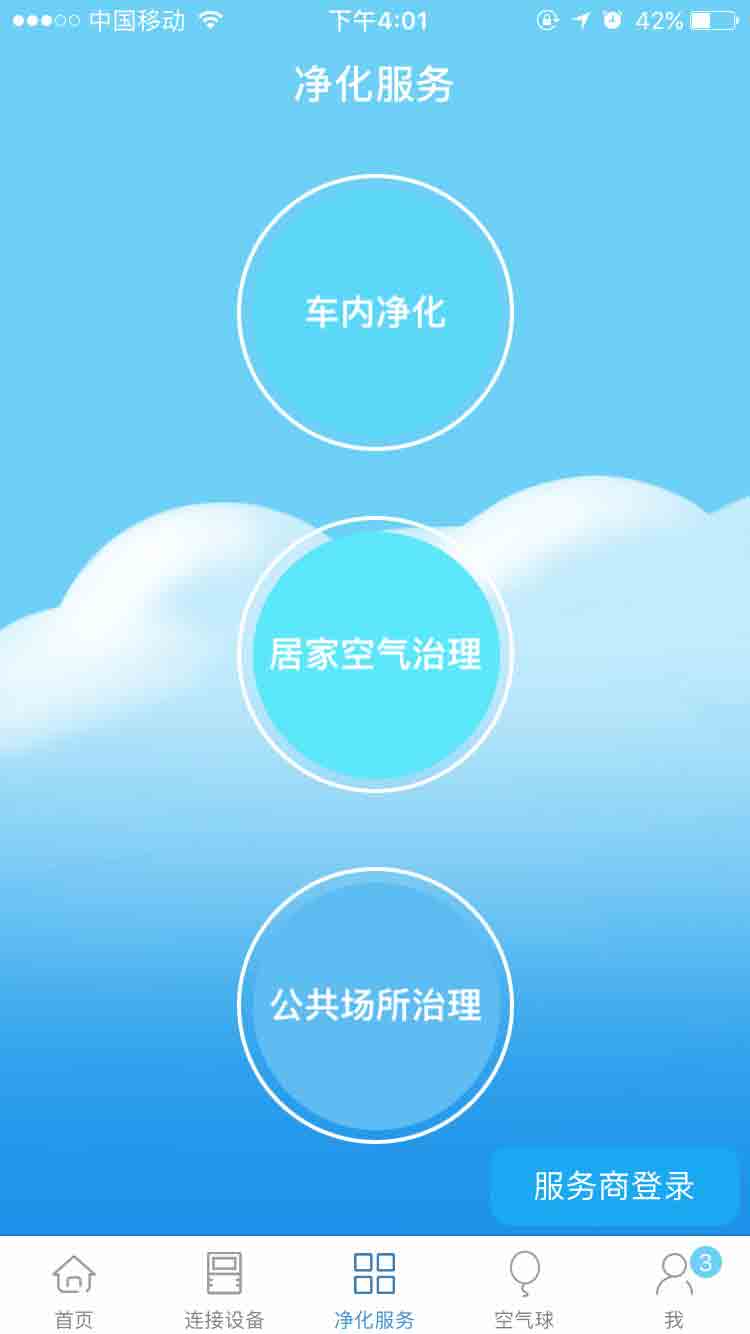 中国移动 下午4:01 42%
净化服务
车内净化
居家空气治理
公共场所治理
服务商登录
3
首页 连接设备 净化服务 空气球 我